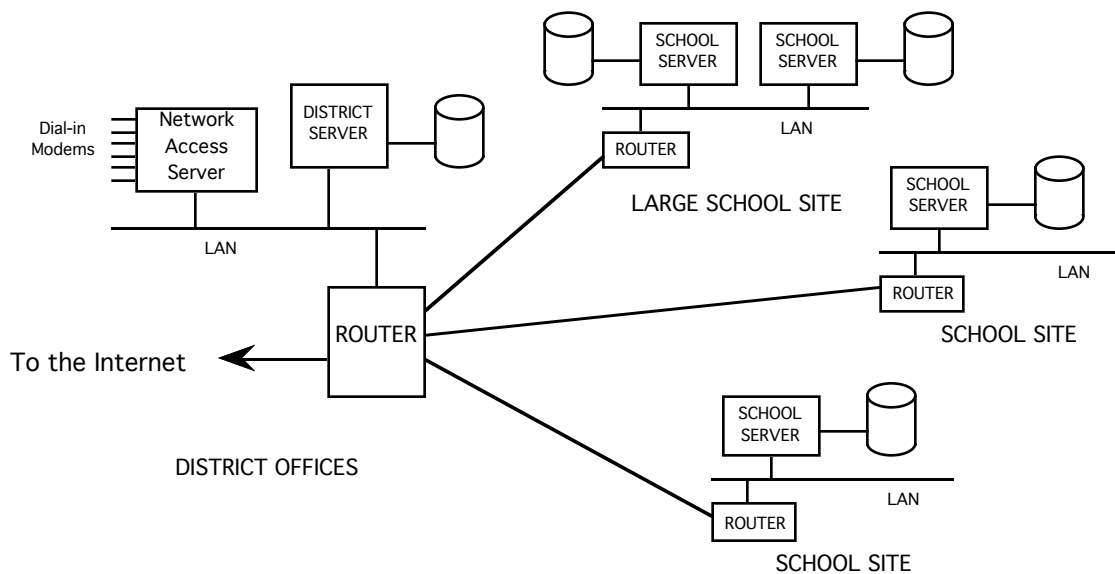 SCHOOL
SERVER
SCHOOL
SERVER
LAN
ROUTER
LARGE SCHOOL SITE
Dial-in
Modems
Network
Access
Server
DISTRICT
SERVER
LAN
SCHOOL
SERVER
LAN
ROUTER
SCHOOL SITE
ROUTER
To the Internet
DISTRICT OFFICES
SCHOOL
SERVER
LAN
ROUTER
SCHOOL SITE